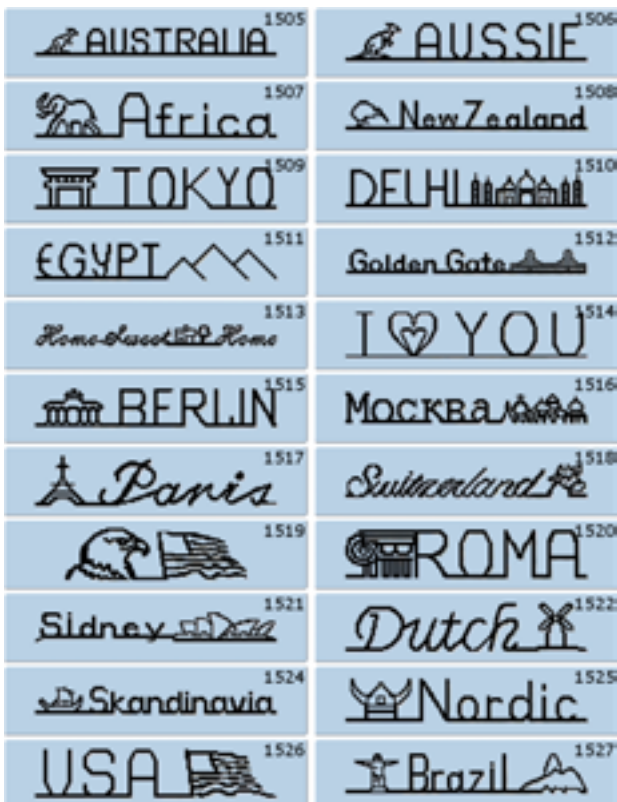 1505
AUSTRALIA
1506
AUSSIE
1507
Africa
1508
New Zealand
1509
TOKYO
1510
DELHI
1511
EGYPT
1512
Golden Gate
1513
Home Sweet Home
1514
I YOU
1515
BERLIN
1516
МОСКВа
1517
Paris
1518
Switzerland
1519
1520
ROMA
1521
Sidney
1522
Dutch
1524
Skandinavia
1525
Nordic
1526
USA
1527
Brazil